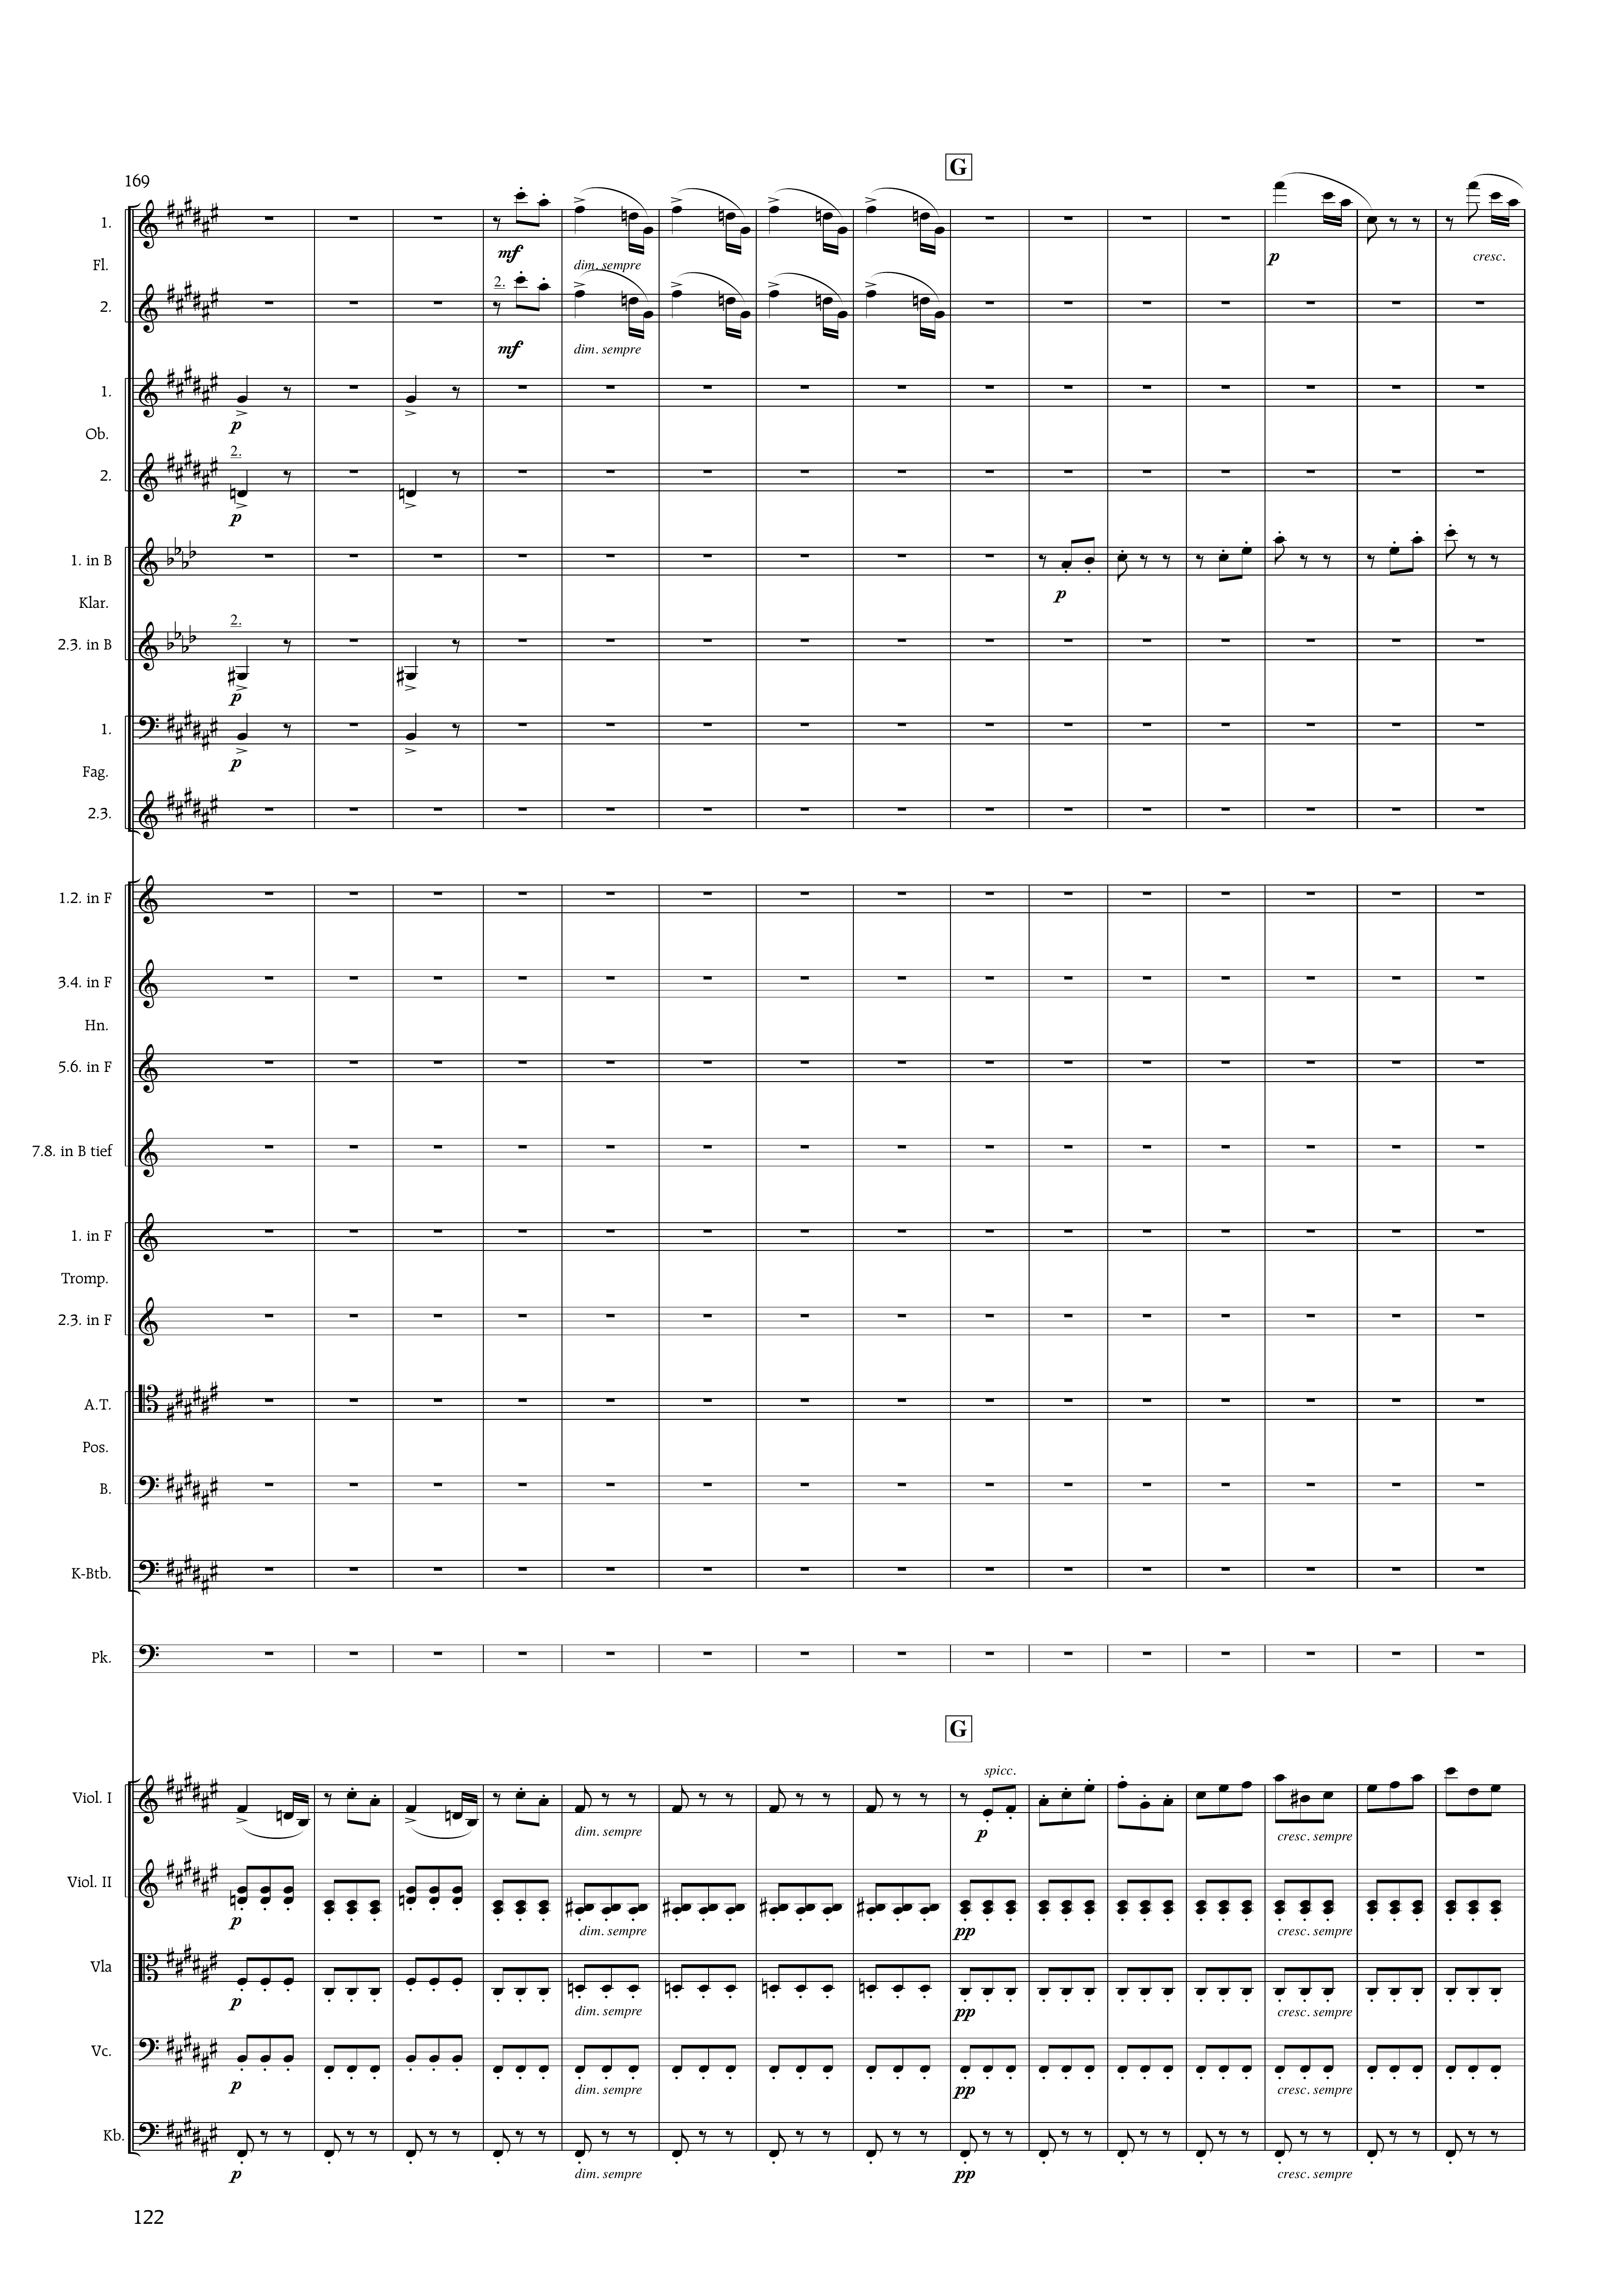 G
169
1.
Fl.
mf
dim. sempre
p
cresc.
2.
2.
mf
dim. sempre
1.
p
Ob.
2.
2.
p
1. in B
p
Klar.
2.
2.3. in B
p
1.
p
Fag.
2.3.
1.2. in F
3.4. in F
Hn.
5.6. in F
7.8. in B tief
1. in F
Tromp.
2.3. in F
A.T.
Pos.
B.
K-Btb.
Pk.
G
spicc.
Viol. I
dim. sempre
p
cresc. sempre
Viol. II
p
dim. sempre
pp
cresc. sempre
Vla
p
dim. sempre
pp
cresc. sempre
Vc.
p
dim. sempre
pp
cresc. sempre
Kb.
p
dim. sempre
pp
cresc. sempre
122